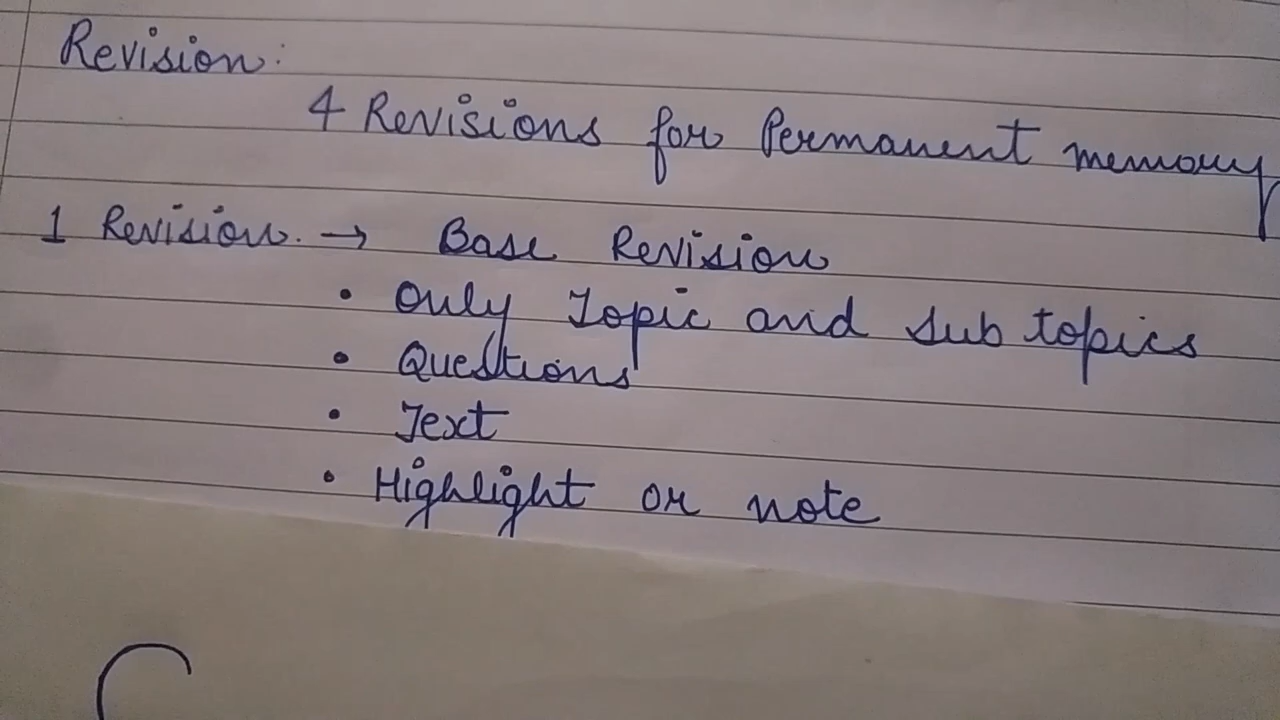 Revision:
4 Revisions for Permanent memory
1 Revision. → Base Revision
• Only Topic and Sub topics
• Questions
• Text
• Highlight or note